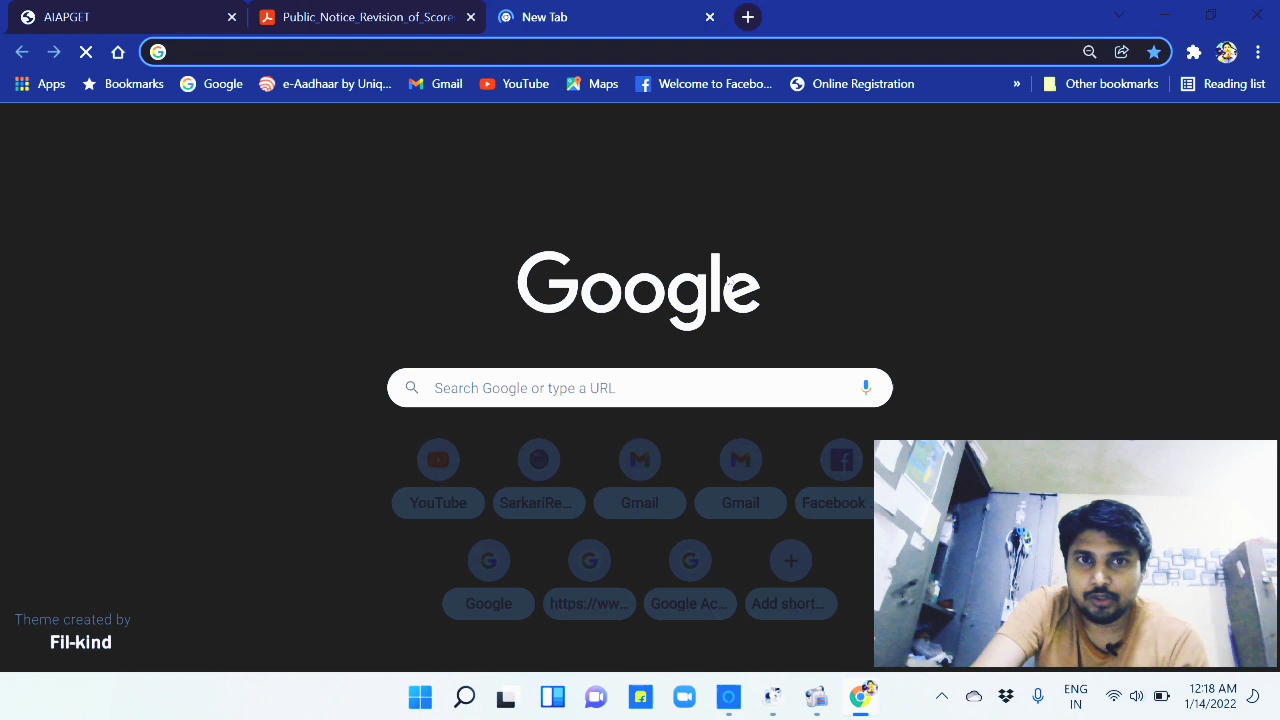 AIAPGET
Public_Notice_Revision_of_Score
New Tab
Apps
Bookmarks
Google
e-Aadhaar by Uniq...
Gmail
YouTube
Maps
Welcome to Facebo...
Online Registration
»
Other bookmarks
Reading list
Google
Search Google or type a URL
YouTube
SarkariRe...
Gmail
Gmail
Facebook
Google
https://ww...
Google Ac...
Add short...
Theme created by
Fil-kind
ENG
IN
12:18 AM
1/14/2022